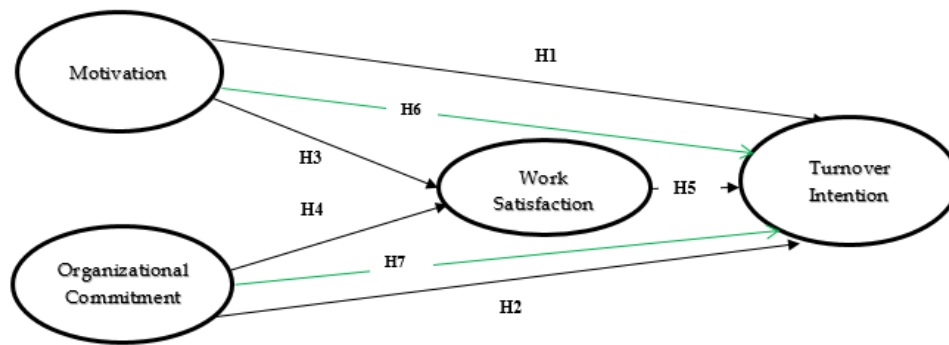 H1
Motivation
H6
H3
Work
Satisfaction
H5
Turnover
Intention
H4
Organizational
Commitment
H7
H2